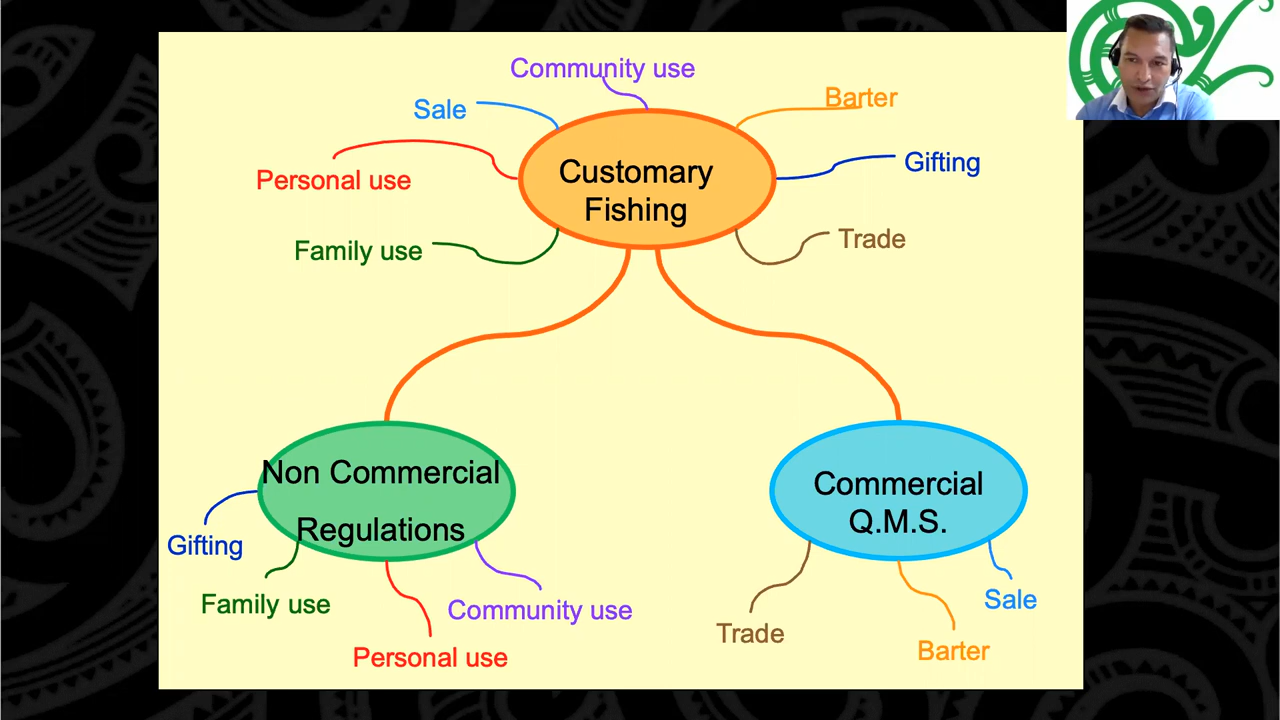 Community use
Sale
Barter
Personal use
Customary
Fishing
Gifting
Family use
Trade
Non Commercial
Regulations
Gifting
Family use
Personal use
Community use
Commercial
Q.M.S.
Trade
Barter
Sale